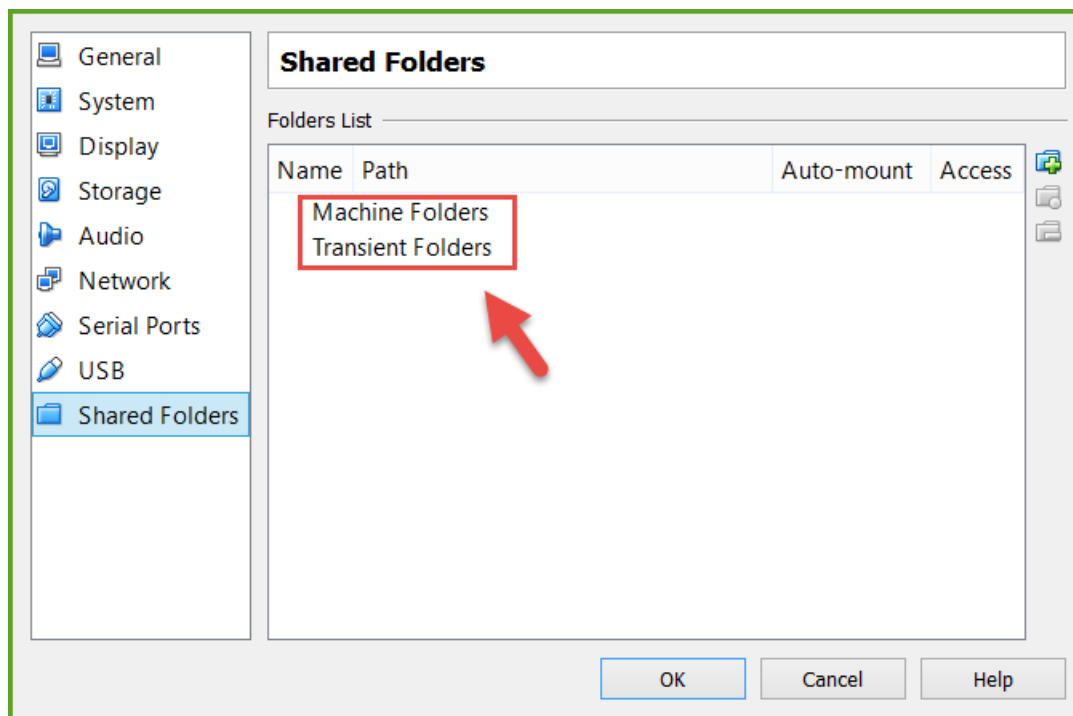 General
System
Display
Storage
Audio
Network
Serial Ports
USB
Shared Folders
Shared Folders
Folders List
Name Path Auto-mount Access
Machine Folders
Transient Folders
OK Cancel Help